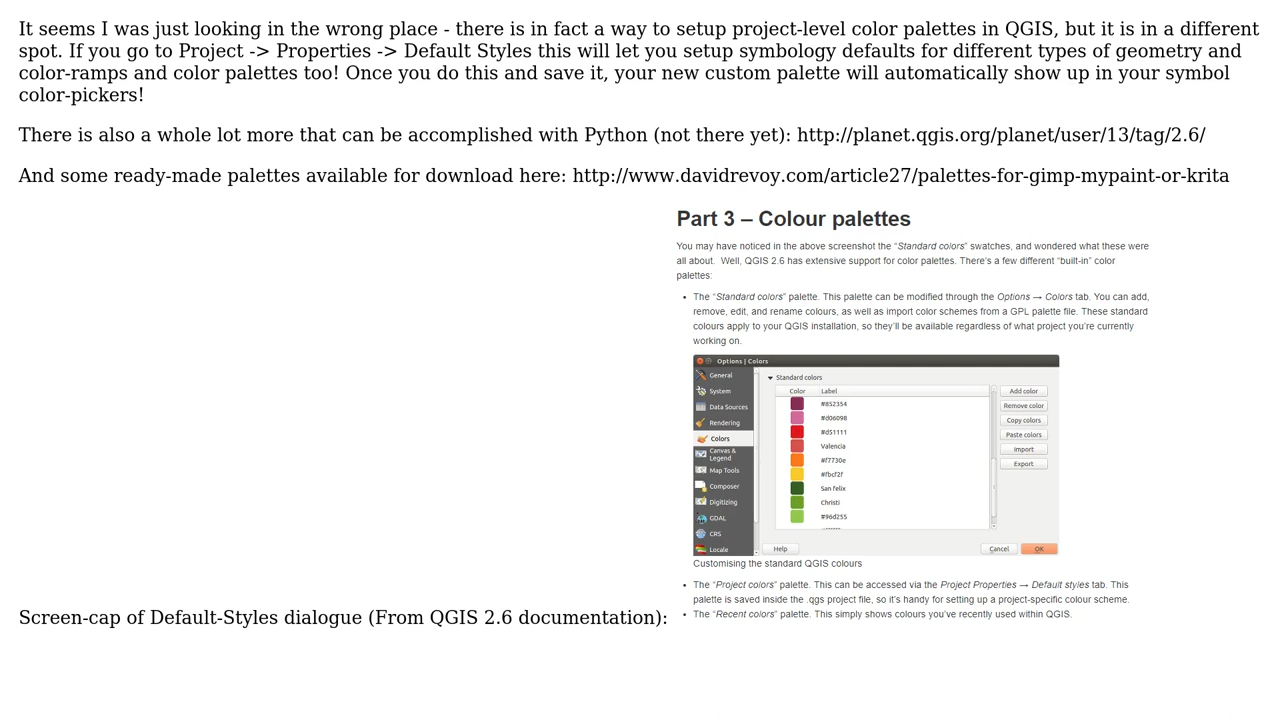 It seems I was just looking in the wrong place - there is in fact a way to setup project-level color palettes in QGIS, but it is in a different
spot. If you go to Project -> Properties -> Default Styles this will let you setup symbology defaults for different types of geometry and
color-ramps and color palettes too! Once you do this and save it, your new custom palette will automatically show up in your symbol
color-pickers!
There is also a whole lot more that can be accomplished with Python (not there yet): http://planet.qgis.org/planet/user/13/tag/2.6/
And some ready-made palettes available for download here: http://www.davidrevoy.com/article27/palettes-for-gimp-mypaint-or-krita
Part 3 – Colour palettes
You may have noticed in the above screenshot the “Standard colors” swatches, and wondered what these were
all about.  Well, QGIS 2.6 has extensive support for color palettes. There’s a few different “built-in” color
palettes:
• The “Standard colors” palette. This palette can be modified through the Options → Colors tab. You can add,
remove, edit, and rename colours, as well as import color schemes from a GPL palette file. These standard
colours apply to your QGIS installation, so they’ll be available regardless of what project you’re currently
working on.
Options | Colors
General
System
Data Sources
Rendering
Colors
Canvas &
Legend
Map Tools
Composer
Digitizing
GDAL
CRS
Locale
Standard colors
Color Label
#852354
#d06098
#d51111
Valencia
#f7730e
#fbcf2f
San felix
Christi
#96d255
Add color
Remove color
Copy colors
Paste colors
Import
Export
Help
Cancel
OK
Customising the standard QGIS colours
• The “Project colors” palette. This can be accessed via the Project Properties → Default styles tab. This
palette is saved inside the .qgs project file, so it’s handy for setting up a project-specific colour scheme.
• The “Recent colors” palette. This simply shows colours you’ve recently used within QGIS.
Screen-cap of Default-Styles dialogue (From QGIS 2.6 documentation):